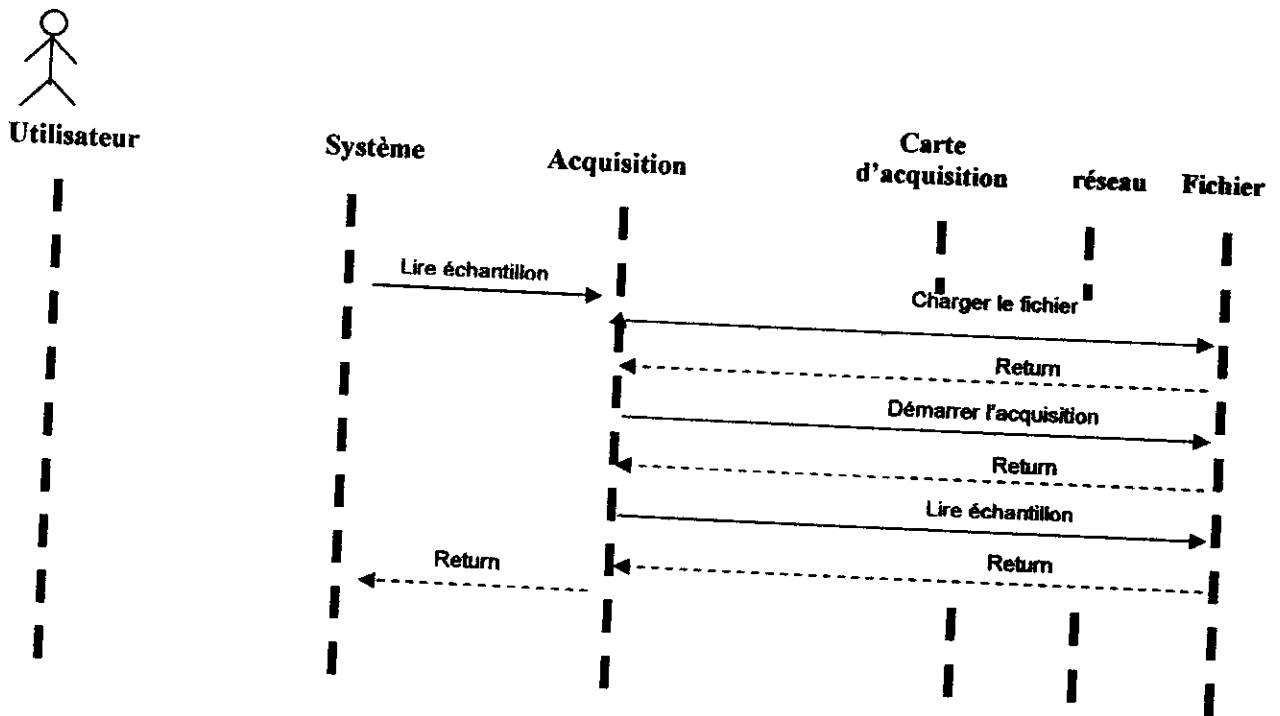 Utilisateur
Système
Acquisition
Carte
d'acquisition
réseau
Fichier
Lire échantillon
Charger le fichier
Return
Démarrer l'acquisition
Return
Lire échantillon
Return
Return